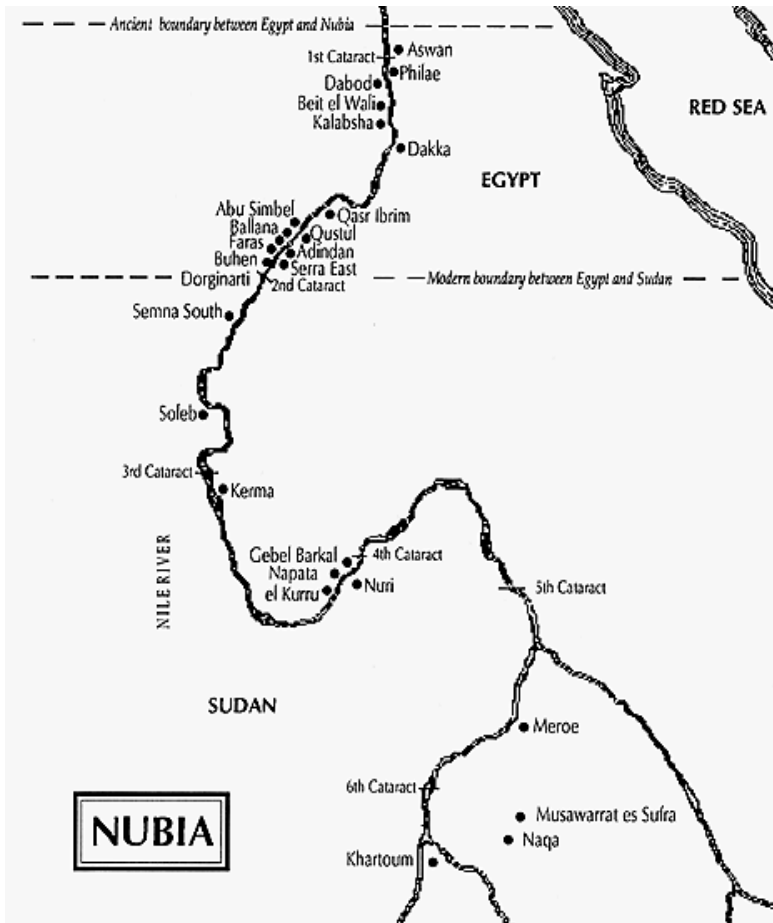 Ancient boundary between Egypt and Nubia
1st Cataract
Aswan
Philae
Dabod
Beit el Wali
Kalabsha
Dakka
RED SEA
EGYPT
Abu Simbel
Qasr Ibrim
Ballana
Qustul
Faras
Adindan
Buhen
Serra East
Dorginarti
2nd Cataract
Modern boundary between Egypt and Sudan
Semna South
Soleb
3rd Cataract
Kerma
NILE RIVER
Gebel Barkal
4th Cataract
Napata
el Kurru
Nuri
5th Cataract
SUDAN
Meroe
6th Cataract
Musawarrat es Sufra
Naqa
NUBIA
Khartoum